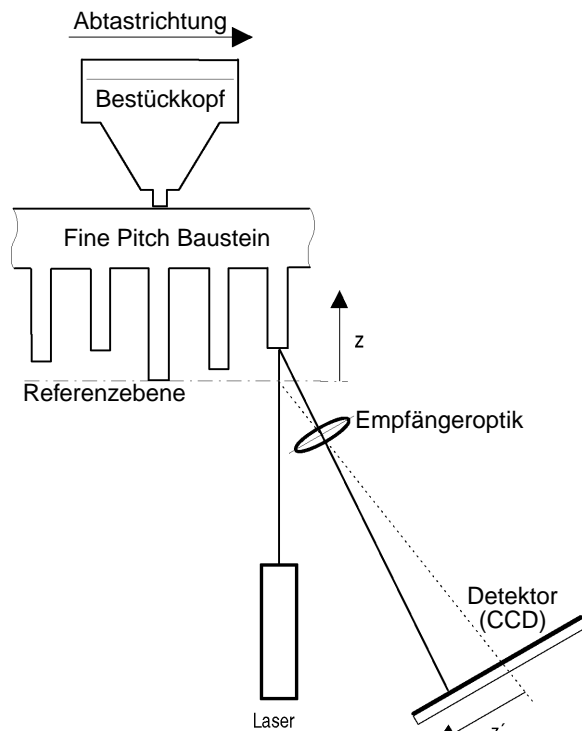 Abtastrichtung
Bestückkopf
Fine Pitch Baustein
z
Referenzebene
Empfängeroptik
Detektor
(CCD)
Laser
z´